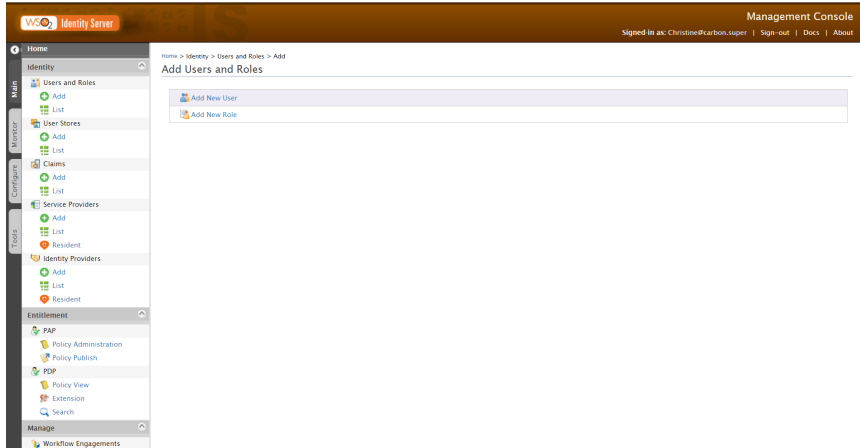 WSO2 Identity Server
Management Console
Signed-in as: Christine@carbon.super | Sign-out | Docs | About
Main
Monitor
Configure
Tools
Home
Identity
Users and Roles
Add
List
User Stores
Add
List
Claims
Add
List
Service Providers
Add
List
Resident
Identity Providers
Add
List
Resident
Entitlement
PAP
Policy Administration
Policy Publish
PDP
Policy View
Extension
Search
Manage
Workflow Engagements
Home > Identity > Users and Roles > Add
Add Users and Roles
Add New User
Add New Role